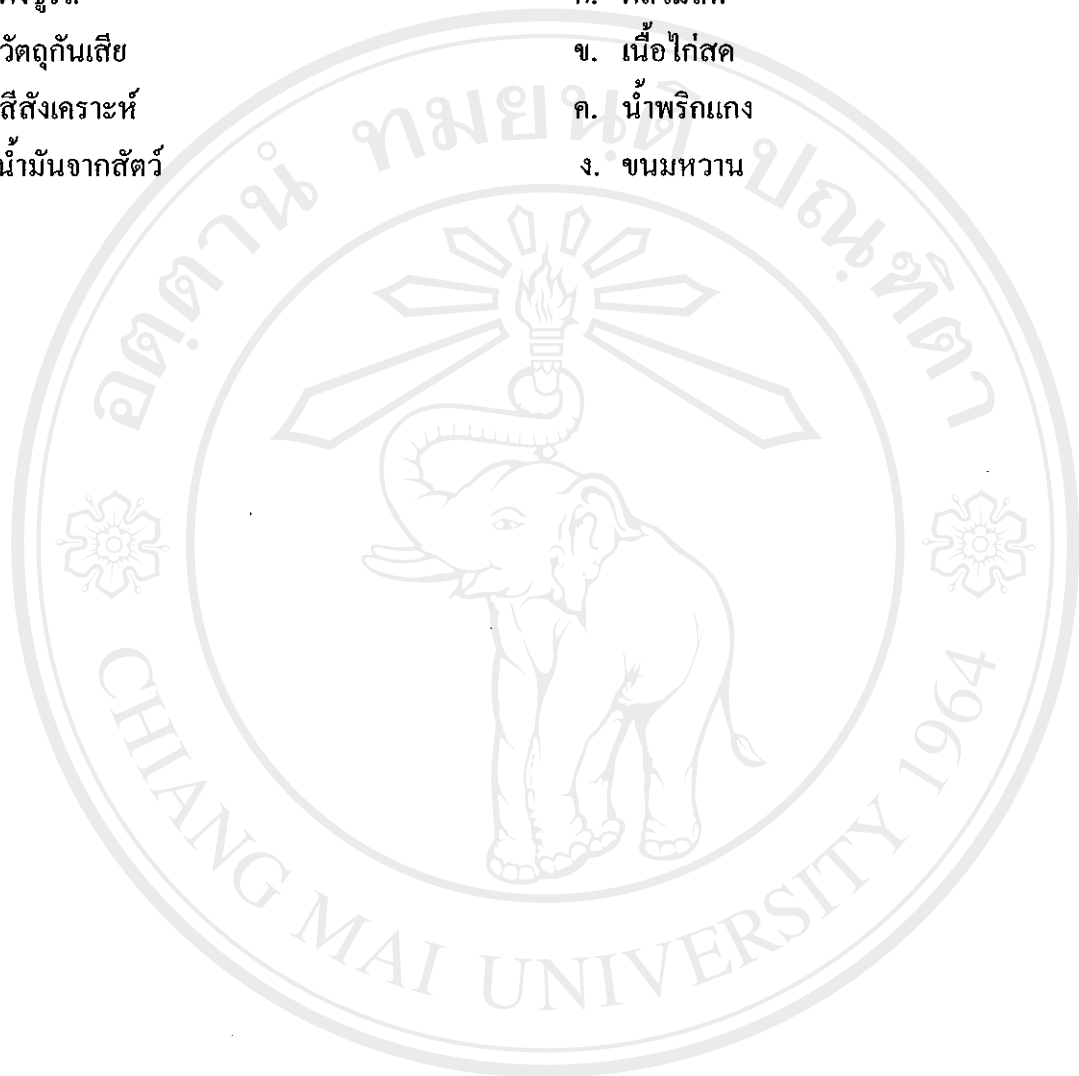 วัตถุกันเสีย
สีสังเคราะห์
น้ำมันจากสัตว์
ข. เนื้อไก่สด
ค. น้ำพริกแกง
ง. ขนมหวาน
CHIANG MAI UNIVERSITY 1964